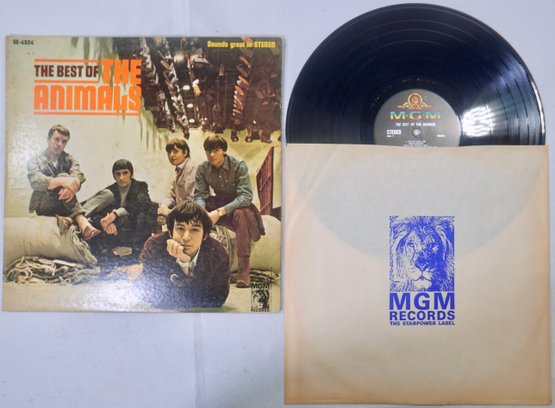 SE-4324
Sounds great in STEREO
THE BEST OF THE
ANIMALS
MGM
RECORDS
M-G-M
THE BEST OF THE ANIMALS
STEREO
MGM
RECORDS
THE STARPOWER LABEL